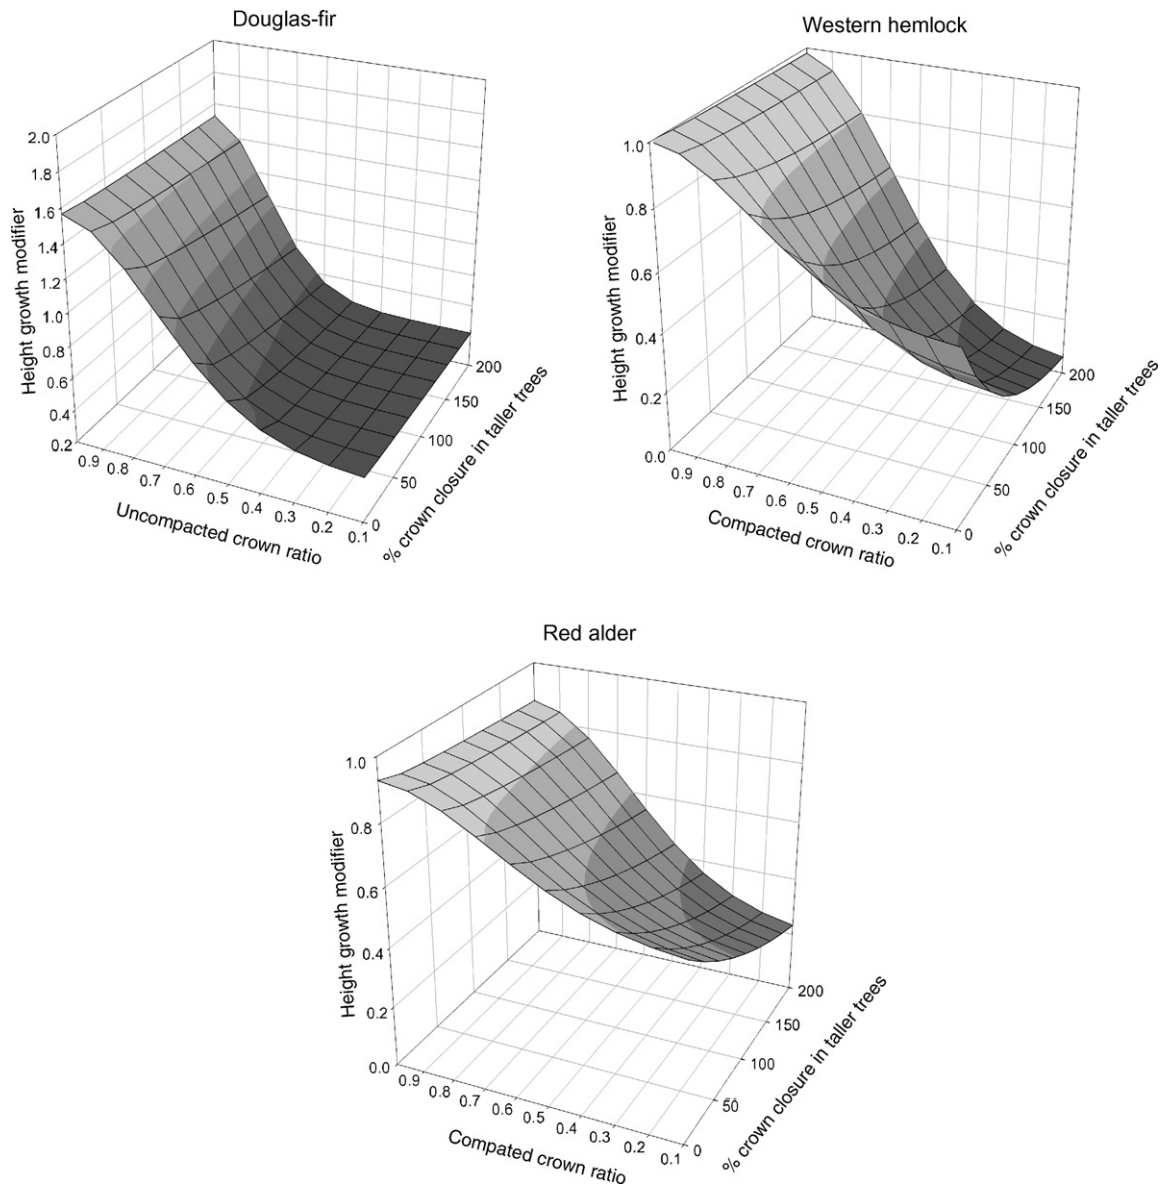 Douglas-fir
2.0
1.8
1.6
1.4
1.2
1.0
0.8
0.6
0.4
0.2
Height growth modifier
0.9 0.8 0.7 0.6 0.5 0.4 0.3 0.2 0.1
Uncompacted crown ratio
0 50 100 150 200
% crown closure in taller trees
Western hemlock
1.0
0.8
0.6
0.4
0.2
0.0
Height growth modifier
0.9 0.8 0.7 0.6 0.5 0.4 0.3 0.2 0.1
Compacted crown ratio
0 50 100 150 200
% crown closure in taller trees
Red alder
1.0
0.8
0.6
0.4
0.2
0.0
Height growth modifier
0.9 0.8 0.7 0.6 0.5 0.4 0.3 0.2 0.1
Compated crown ratio
0 50 100 150 200
% crown closure in taller trees